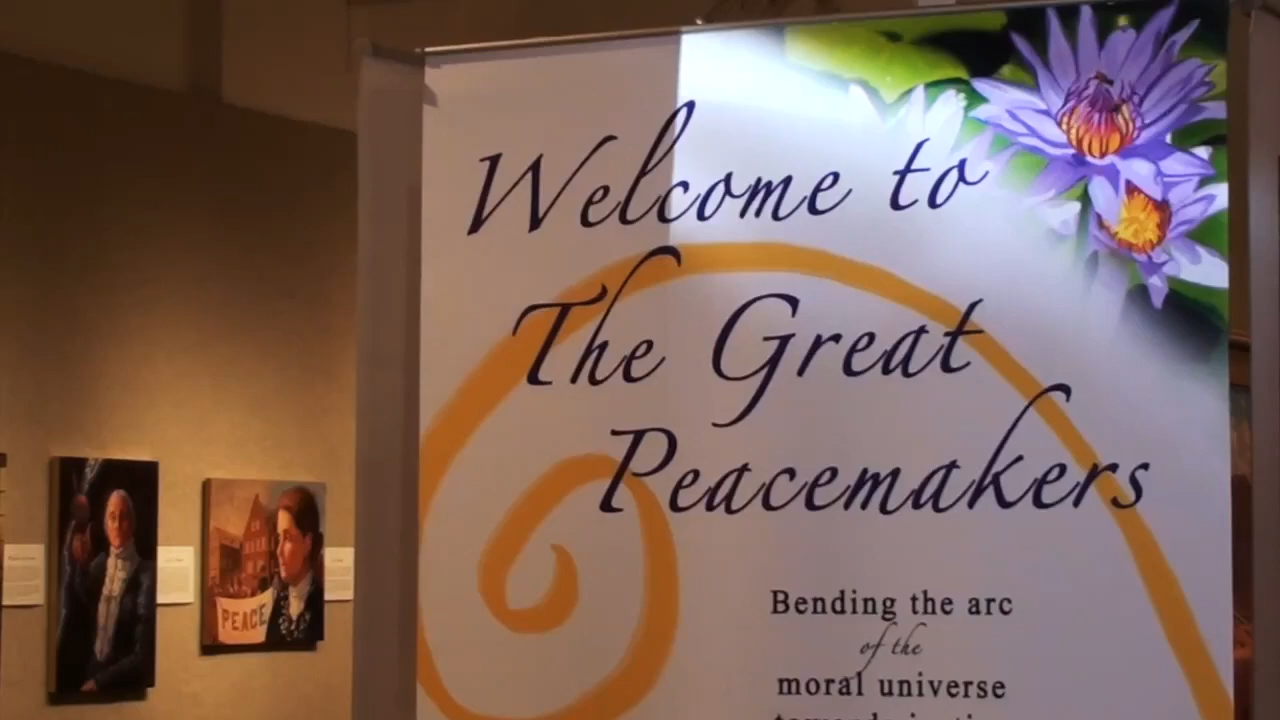 Welcome to
The Great
Peacemakers
Bending the arc
of the
moral universe
PEACE